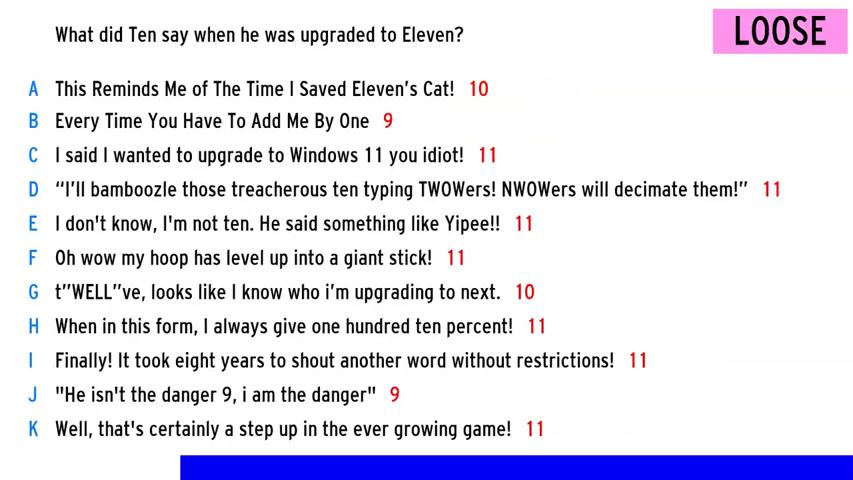 What did Ten say when he was upgraded to Eleven?
LOOSE
A This Reminds Me of The Time I Saved Eleven's Cat! 10
B Every Time You Have To Add Me By One 9
C I said I wanted to upgrade to Windows 11 you idiot! 11
D “I'll bamboozle those treacherous ten typing TWOWers! NWOWers will decimate them!” 11
E I don't know, I'm not ten. He said something like Yipee!! 11
F Oh wow my hoop has level up into a giant stick! 11
G t”WELL”ve, looks like I know who i'm upgrading to next. 10
H When in this form, I always give one hundred ten percent! 11
I Finally! It took eight years to shout another word without restrictions! 11
J "He isn't the danger 9, i am the danger" 9
K Well, that's certainly a step up in the ever growing game! 11